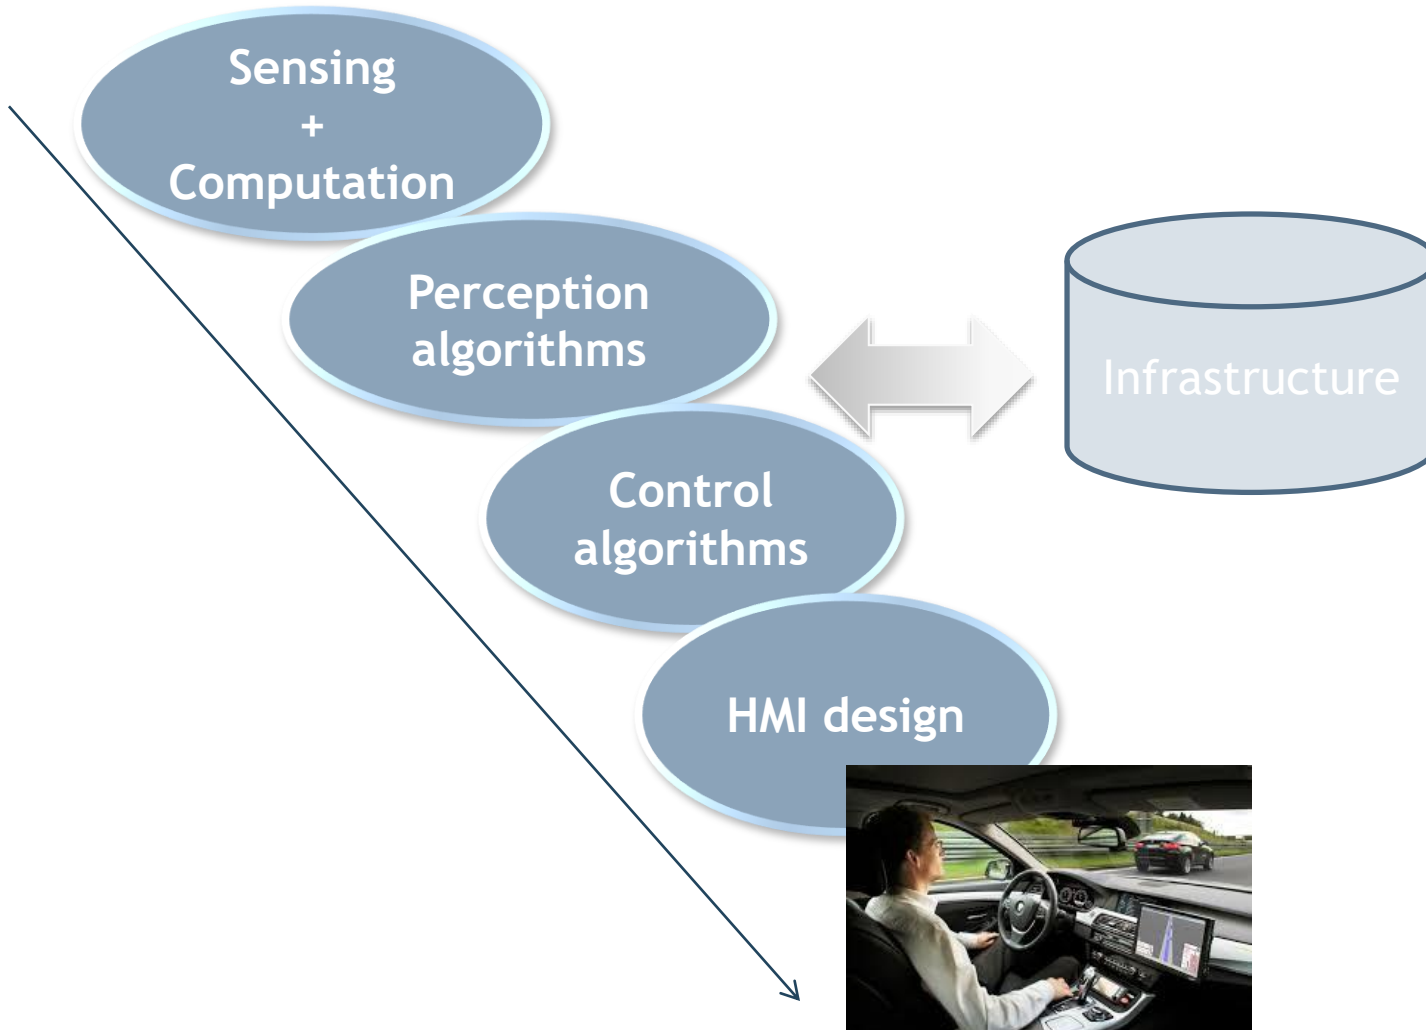 Sensing
+
Computation
Perception
algorithms
Infrastructure
Control
algorithms
HMI design